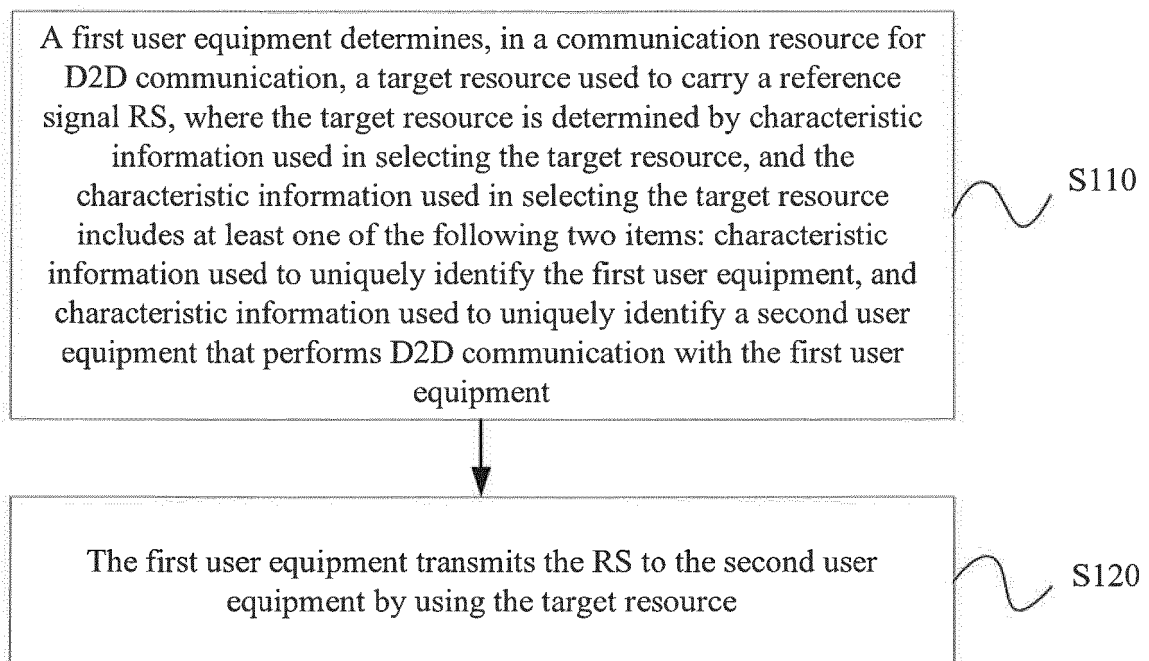 A first user equipment determines, in a communication resource for
D2D communication, a target resource used to carry a reference
signal RS, where the target resource is determined by characteristic
information used in selecting the target resource, and the
characteristic information used in selecting the target resource
includes at least one of the following two items: characteristic
information used to uniquely identify the first user equipment, and
characteristic information used to uniquely identify a second user
equipment that performs D2D communication with the first user
equipment
S110
The first user equipment transmits the RS to the second user
equipment by using the target resource
S120